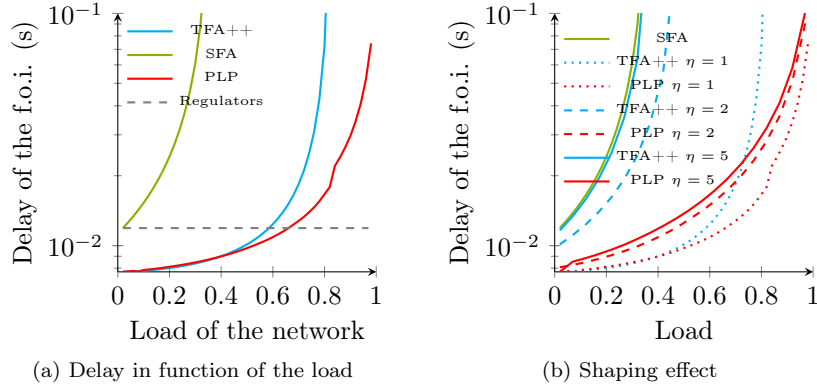 Delay of the f.o.i. (s)
10⁻¹
10⁻²
TFA++
SFA
PLP
Regulators
0 0.2 0.4 0.6 0.8 1
Load of the network
(a) Delay in function of the load
Delay of the f.o.i. (s)
10⁻¹
10⁻²
SFA
TFA++ η = 1
PLP η = 1
TFA++ η = 2
PLP η = 2
TFA++ η = 5
PLP η = 5
0 0.2 0.4 0.6 0.8 1
Load
(b) Shaping effect